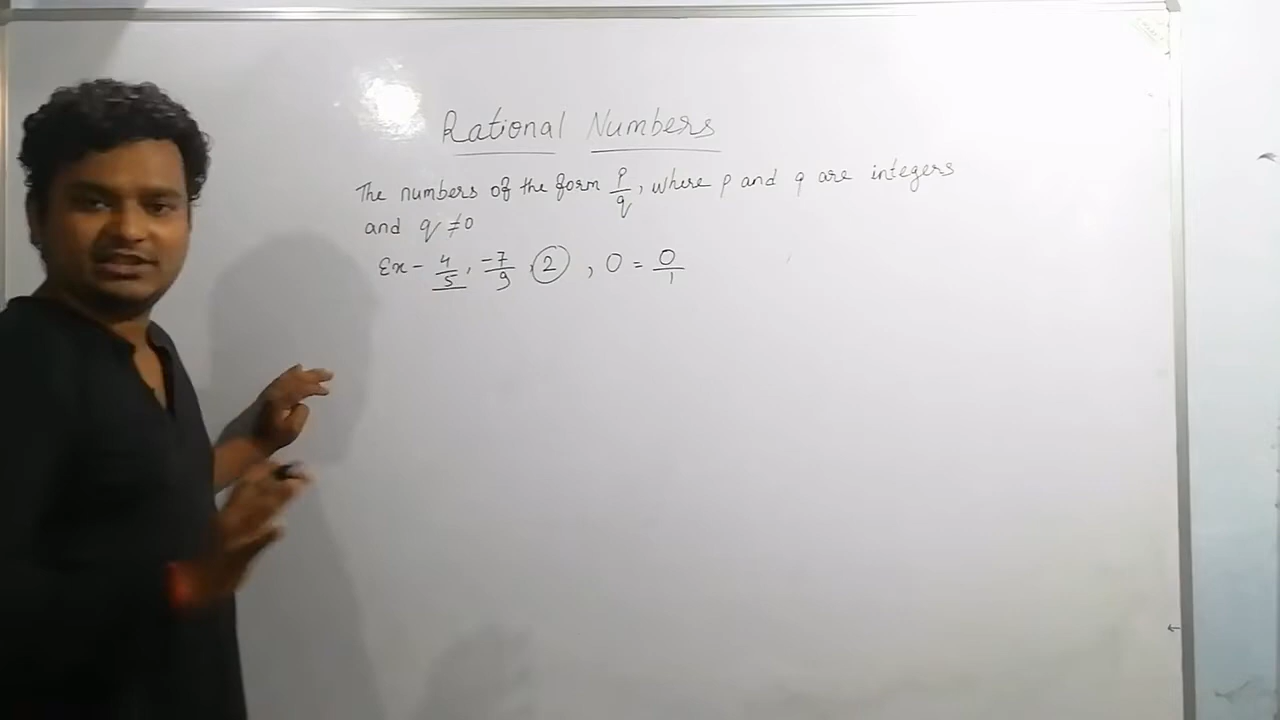 Rational Numbers
The numbers of the form p/q, where p and q are integers
and q ≠ 0
Ex - 4/5, -7/9, 2, 0 = 0/1